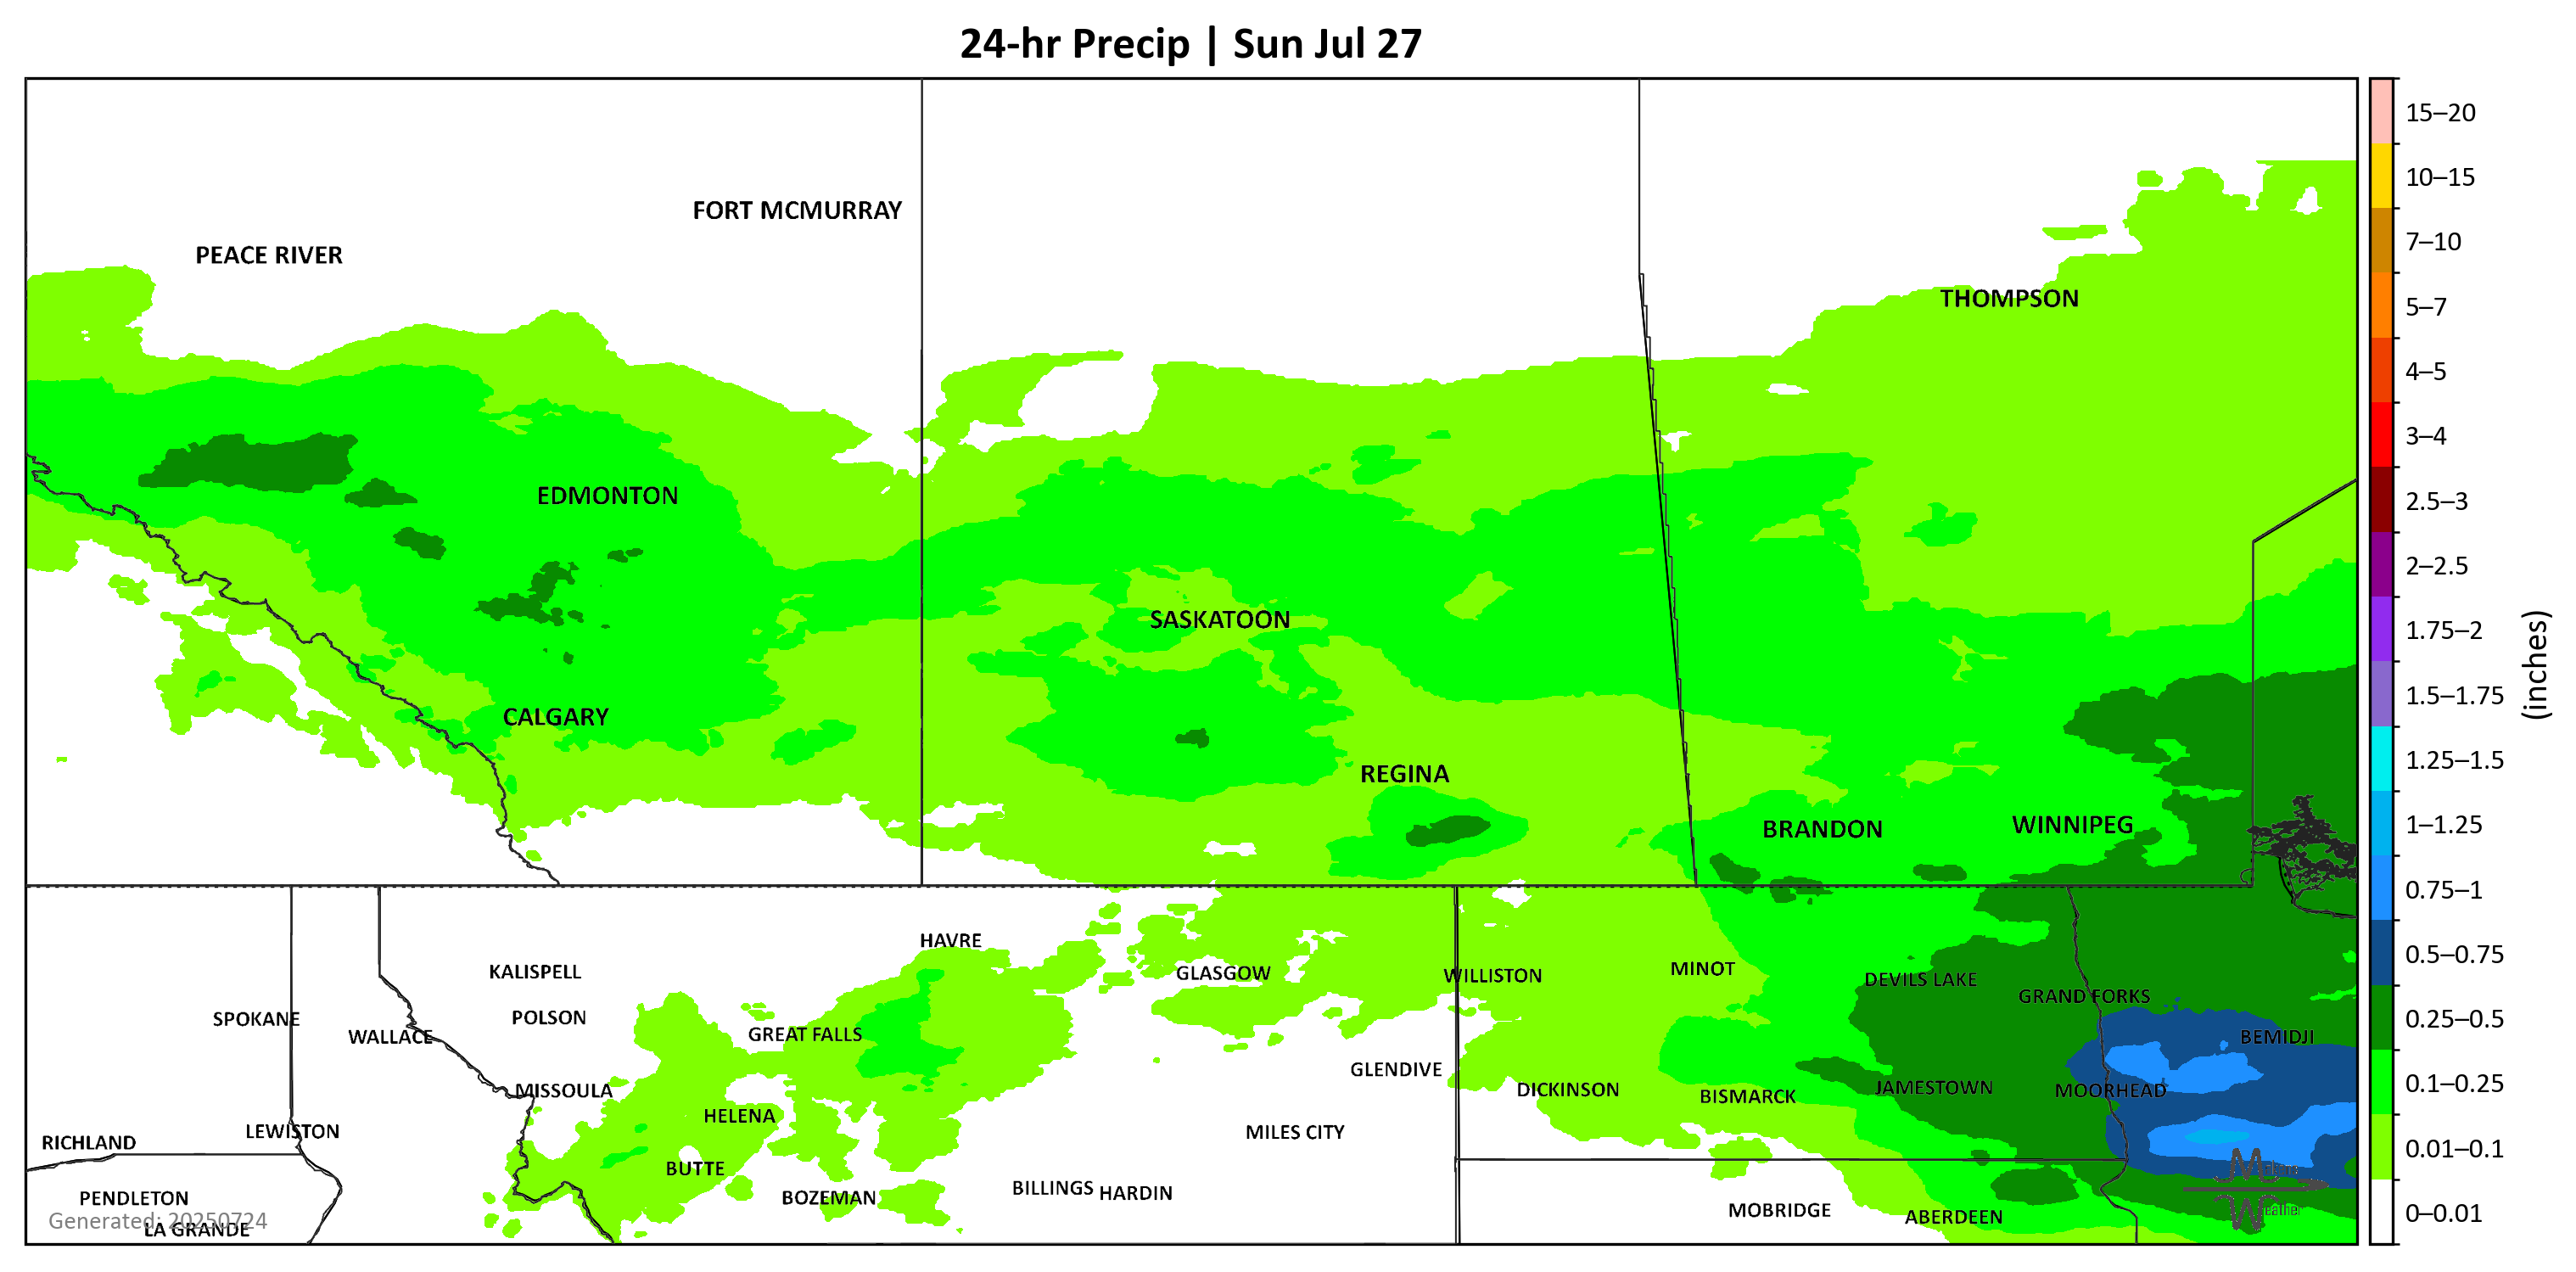 24-hr Precip | Sun Jul 27
FORT MCMURRAY
PEACE RIVER
THOMPSON
EDMONTON
SASKATOON
CALGARY
REGINA
BRANDON
WINNIPEG
HAVRE
KALISPELL
GLASGOW
WILLISTON
MINOT
DEVILS LAKE
GRAND FORKS
SPOKANE
POLSON
WALLACE
GREAT FALLS
BEMIDJI
GLENDIVE
MISSOULA
DICKINSON
BISMARCK
JAMESTOWN
MOORHEAD
HELENA
LEWISTON
RICHLAND
MILES CITY
BUTTE
BILLINGS
HARDIN
PENDLETON
BOZEMAN
MOBRIDGE
ABERDEEN
Generated: 20250724
LA GRANDE
Weather
15–20
10–15
7–10
5–7
4–5
3–4
2.5–3
2–2.5
1.75–2
1.5–1.75
1.25–1.5
1–1.25
0.75–1
0.5–0.75
0.25–0.5
0.1–0.25
0.01–0.1
0–0.01
(inches)